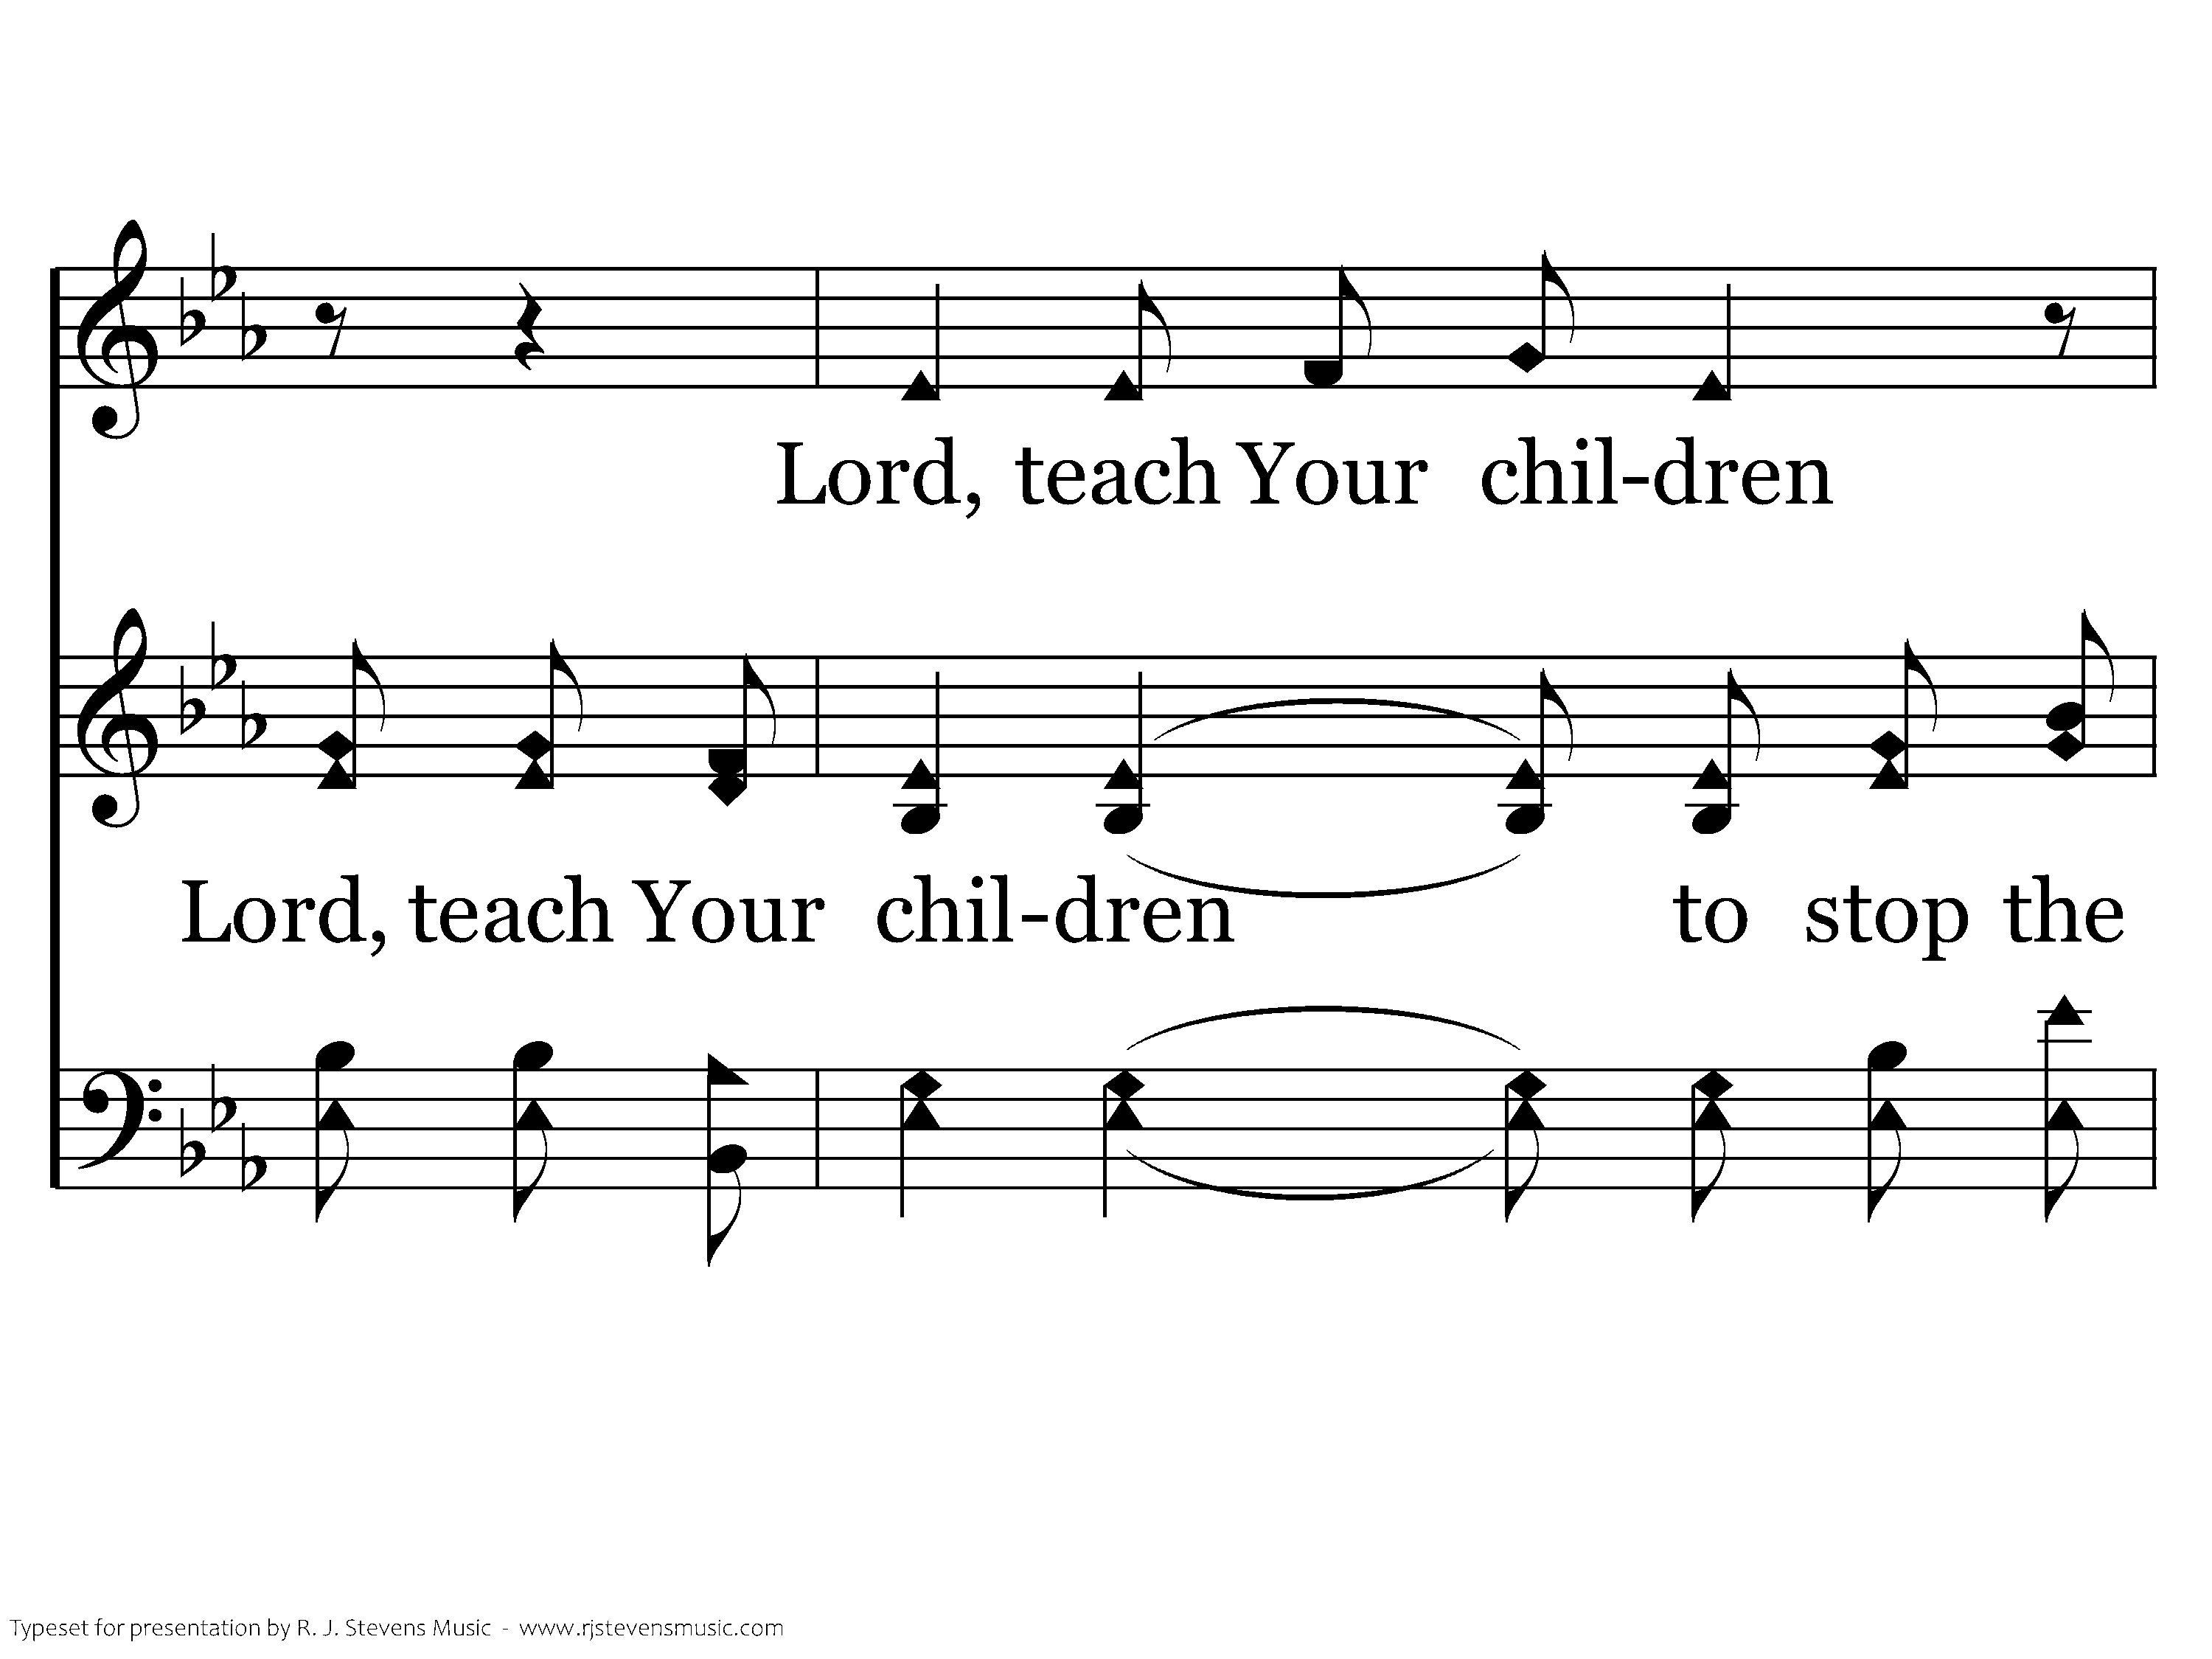 Lord, teach Your chil-dren
Lord, teach Your chil-dren to stop the
Typeset for presentation by R. J. Stevens Music - www.rjstevensmusic.com